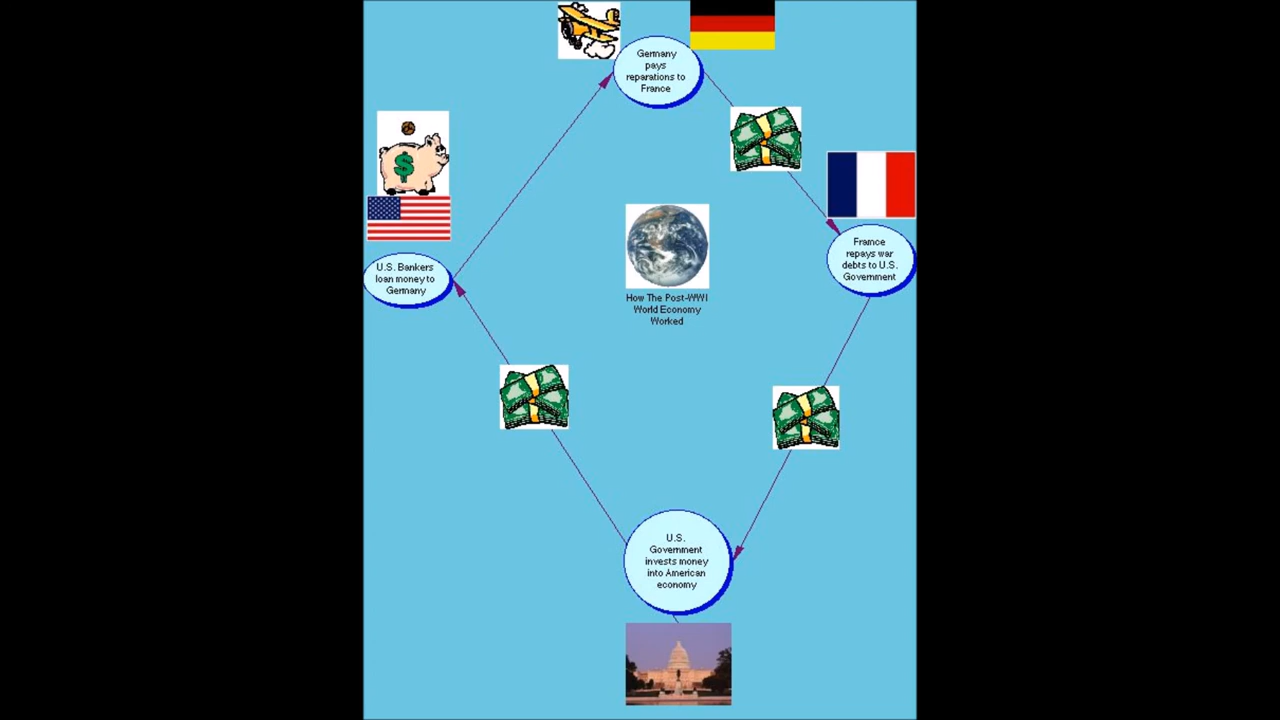 Germany
pays
reparations to
France
$
U.S. Bankers
loan money to
Germany
France
repays war
debts to U.S.
Government
How The Post-WWI
World Economy
Worked
U.S.
Government
invests money
into American
economy